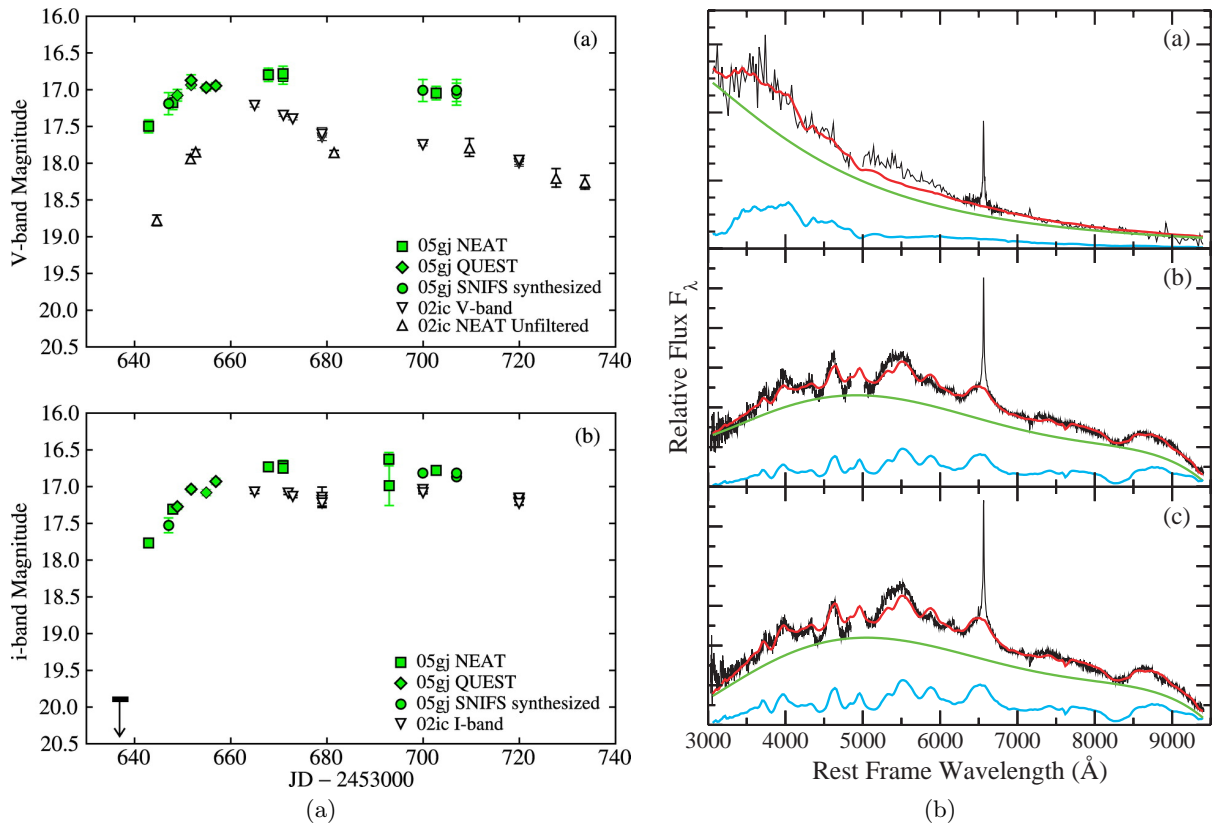 16.0
16.5
17.0
17.5
18.0
18.5
19.0
19.5
20.0
20.5
V-band Magnitude
(a)
05gj NEAT
05gj QUEST
05gj SNIFS synthesized
02ic V-band
02ic NEAT Unfiltered
640
660
680
700
720
740
16.0
16.5
17.0
17.5
18.0
18.5
19.0
19.5
20.0
20.5
i-band Magnitude
(b)
05gj NEAT
05gj QUEST
05gj SNIFS synthesized
02ic I-band
640
660
680
700
720
740
JD – 2453000
(a)
Relative Flux Fλ
(a)
(b)
(c)
3000
4000
5000
6000
7000
8000
9000
Rest Frame Wavelength (Å)
(b)